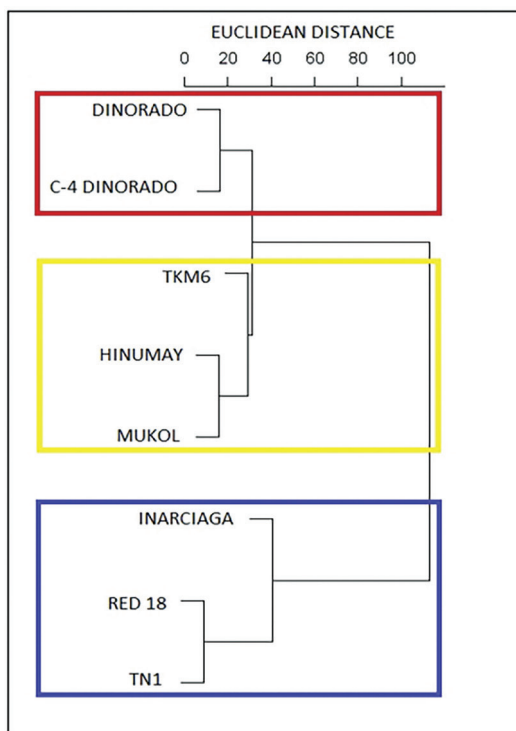 EUCLIDEAN DISTANCE
0 20 40 60 80 100
DINORADO
C-4 DINORADO
TKM6
HINUMAY
MUKOL
INARCIAGA
RED 18
TN1